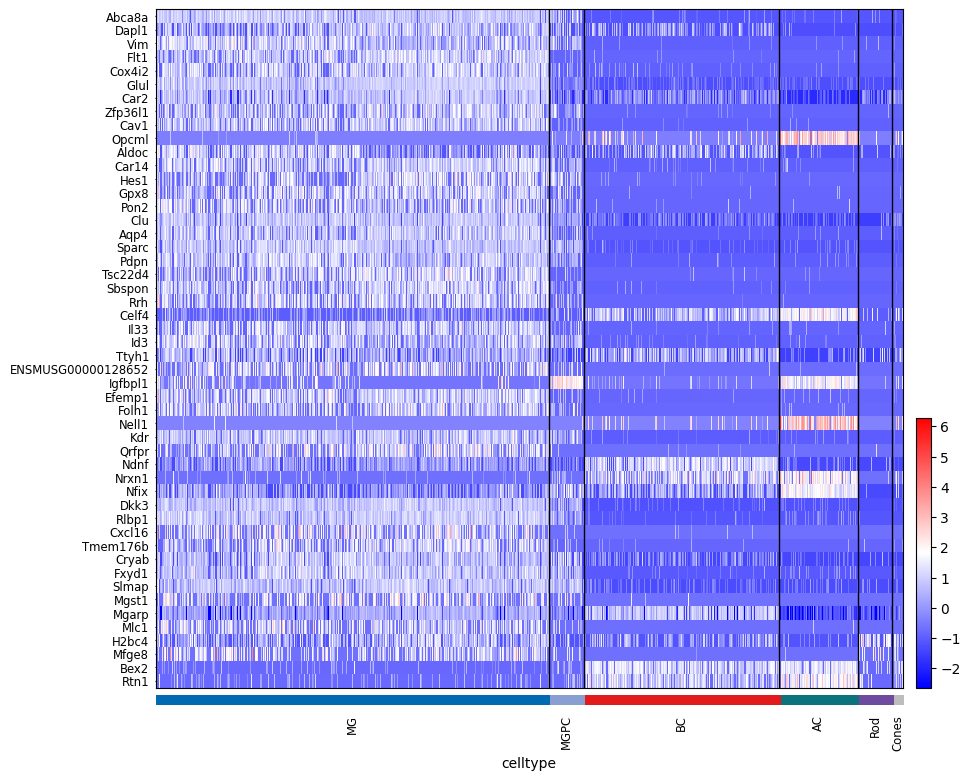 Abca8a
Dapl1
Vim
Flt1
Cox4i2
Glul
Car2
Zfp36l1
Cav1
Opcml
Aldoc
Car14
Hes1
Gpx8
Pon2
Clu
Aqp4
Sparc
Pdpn
Tsc22d4
Sbspon
Rrh
Celf4
Il33
Id3
Ttyh1
ENSMUSG00000128652
Igfbpl1
Efemp1
Folh1
Nell1
Kdr
Qrfpr
Ndnf
Nrxn1
Nfix
Dkk3
Rlbp1
Cxcl16
Tmem176b
Cryab
Fxyd1
Slmap
Mgst1
Mgarp
Mlc1
H2bc4
Mfge8
Bex2
Rtn1
6
5
4
3
2
1
0
−1
−2
MG
MGPC
BC
AC
Rod
Cones
celltype